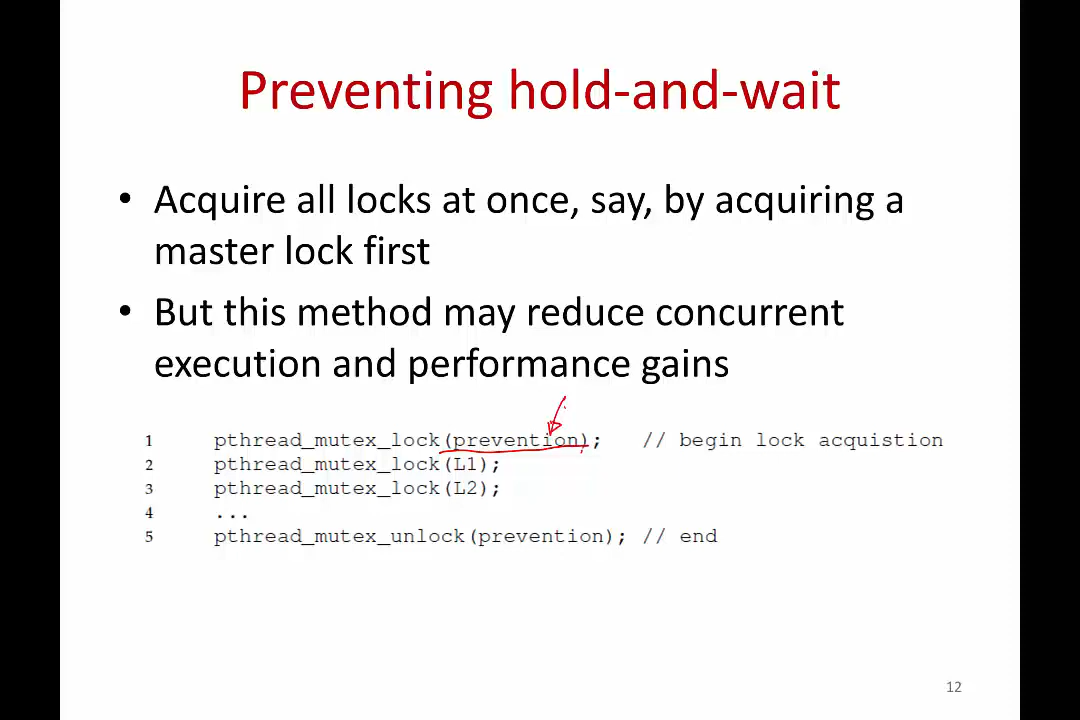 Preventing hold-and-wait
• Acquire all locks at once, say, by acquiring a
master lock first
• But this method may reduce concurrent
execution and performance gains
1 pthread_mutex_lock(prevention); // begin lock acquistion
2 pthread_mutex_lock(L1);
3 pthread_mutex_lock(L2);
4 ...
5 pthread_mutex_unlock(prevention); // end
12